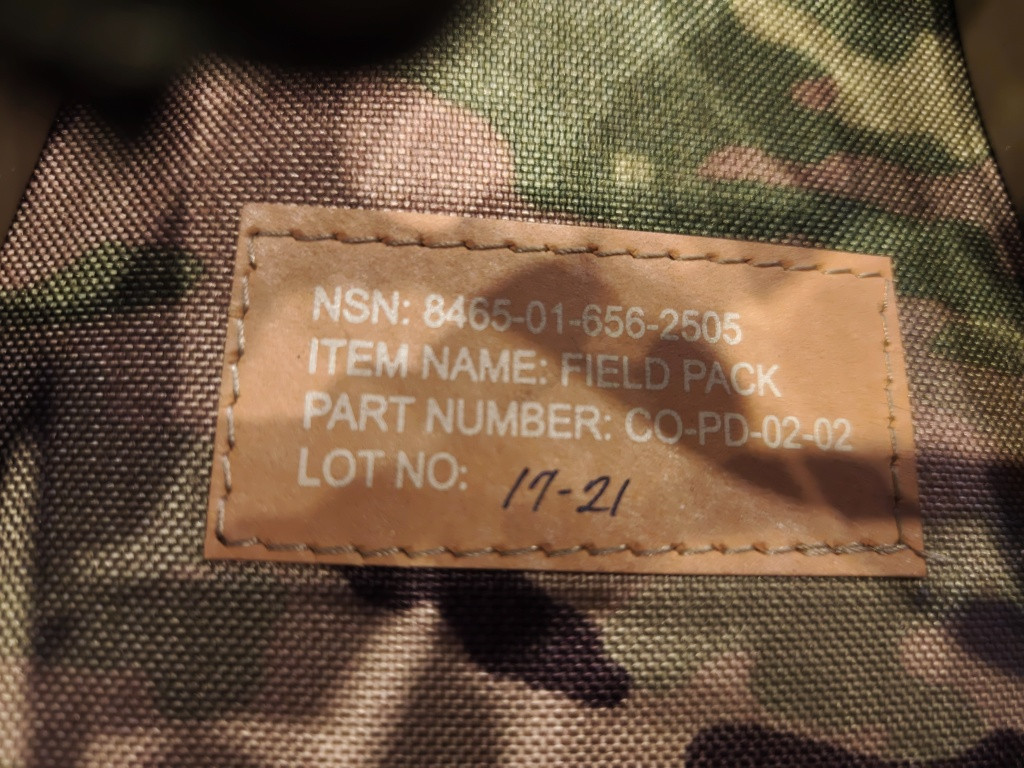 NSN: 8465-01-656-2505
ITEM NAME: FIELD PACK
PART NUMBER: CO-PD-02-02
LOT NO: 17-21